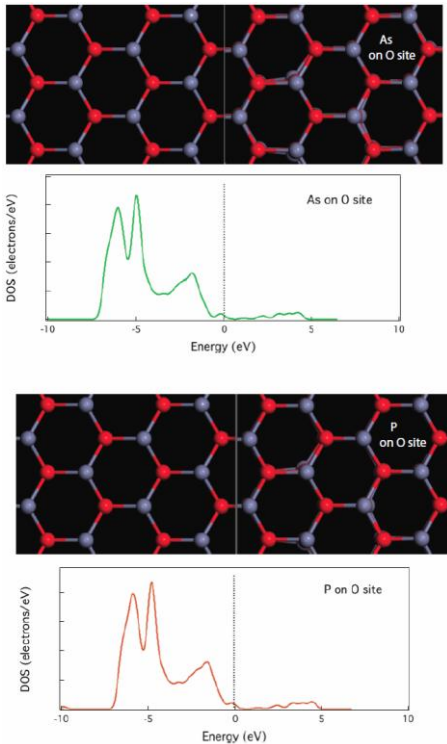 As
on O site
DOS (electrons/eV)
As on O site
-10
-5
0
5
10
Energy (eV)
P
on O site
DOS (electrons/eV)
P on O site
-10
-5
0
5
10
Energy (eV)